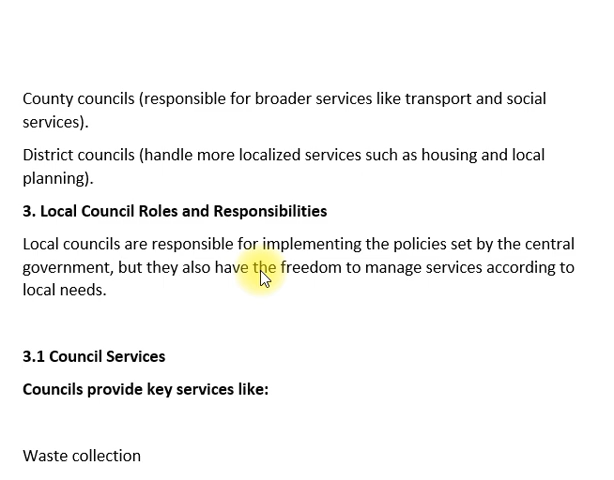 County councils (responsible for broader services like transport and social
services).
District councils (handle more localized services such as housing and local
planning).
3. Local Council Roles and Responsibilities
Local councils are responsible for implementing the policies set by the central
government, but they also have the freedom to manage services according to
local needs.
3.1 Council Services
Councils provide key services like:
Waste collection